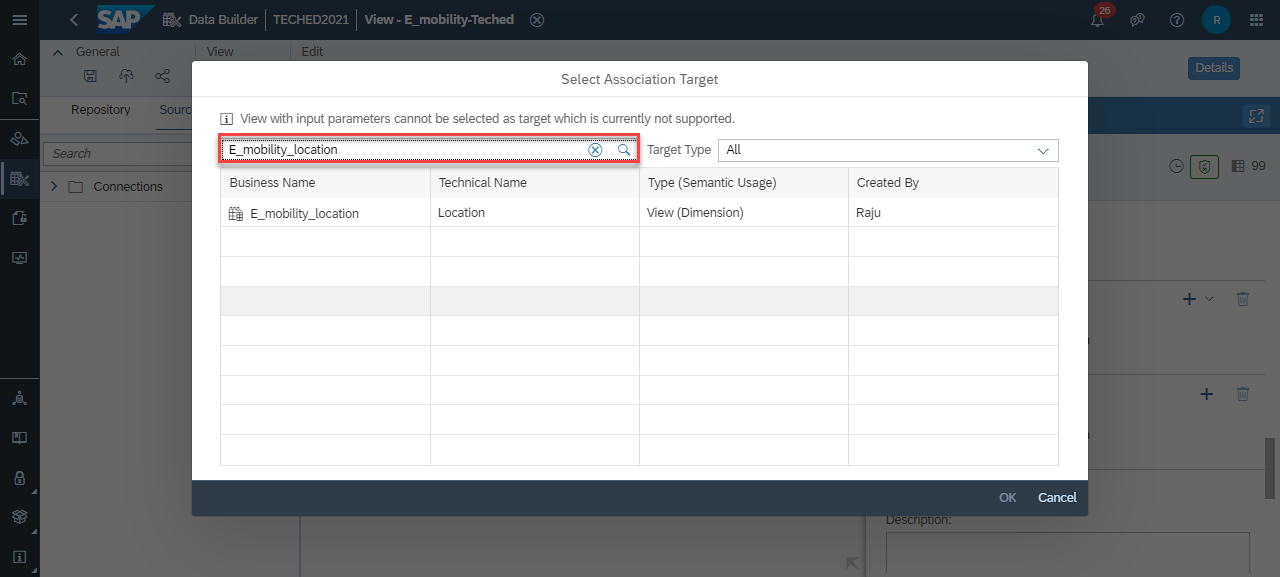 SAP Data Builder TECHED2021 View - E_mobility-Teched 26 R
General View Edit
Details
Repository Sourc
Search
Connections
99
Select Association Target
View with input parameters cannot be selected as target which is currently not supported.
E_mobility_location Target Type All
Business Name Technical Name Type (Semantic Usage) Created By
E_mobility_location Location View (Dimension) Raju
OK Cancel
Description: